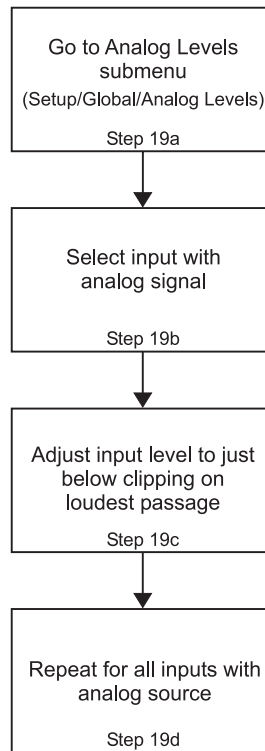 Go to Analog Levels
submenu
(Setup/Global/Analog Levels)
Step 19a
Select input with
analog signal
Step 19b
Adjust input level to just
below clipping on
loudest passage
Step 19c
Repeat for all inputs with
analog source
Step 19d